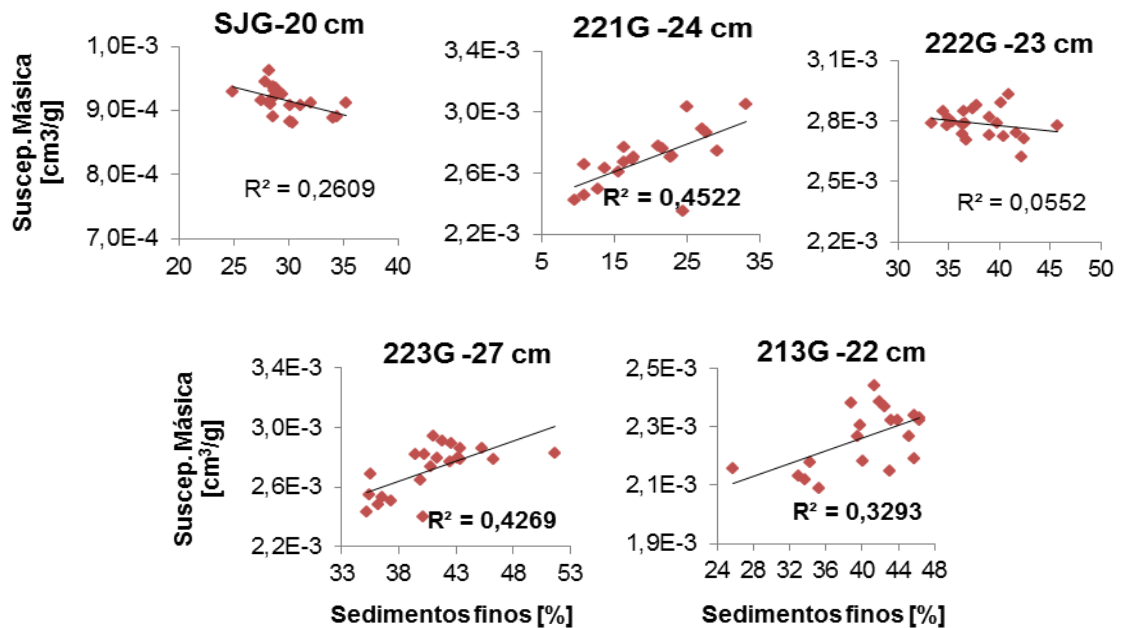 SJG-20 cm
221G -24 cm
222G -23 cm
Suscep. Másica
[cm3/g]
1,0E-3
9,0E-4
8,0E-4
7,0E-4
R² = 0,2609
20 30 40
3,4E-3
3,0E-3
2,6E-3
2,2E-3
R² = 0,4522
5 15 25 35
3,1E-3
2,8E-3
2,5E-3
2,2E-3
R² = 0,0552
30 40 50
223G -27 cm
213G -22 cm
Suscep. Másica
[cm³/g]
3,4E-3
3,0E-3
2,6E-3
2,2E-3
R² = 0,4269
33 38 43 48 53
Sedimentos finos [%]
2,5E-3
2,3E-3
2,1E-3
1,9E-3
R² = 0,3293
24 28 32 36 40 44 48
Sedimentos finos [%]